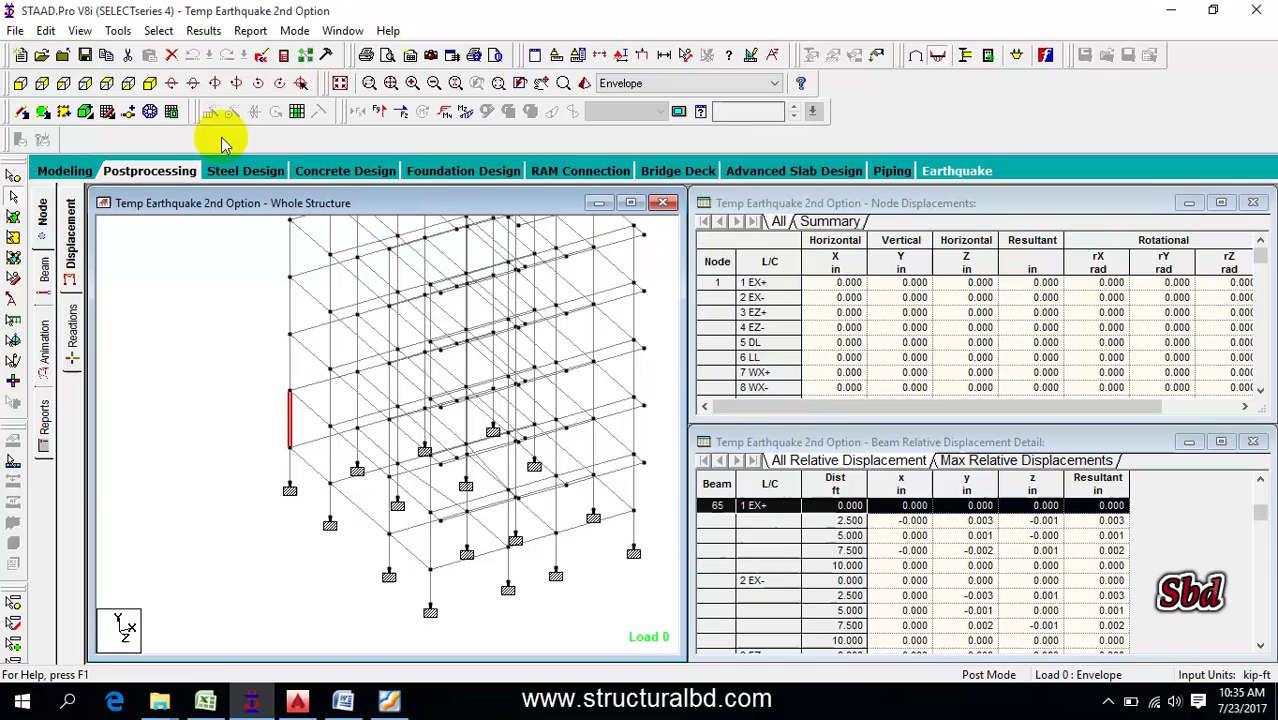 STAAD.Pro V8i (SELECTseries 4) - Temp Earthquake 2nd Option
File Edit View Tools Select Results Report Mode Window Help
Envelope
Modeling Postprocessing Steel Design Concrete Design Foundation Design RAM Connection Bridge Deck Advanced Slab Design Piping Earthquake
Node
Beam
Animation
Reports
Displacement
Reactions
Temp Earthquake 2nd Option - Whole Structure
Y
X
Z
Load 0
Temp Earthquake 2nd Option - Node Displacements:
All Summary
Horizontal Vertical Horizontal Resultant Rotational
Node L/C X in Y in Z in in rX rad rY rad rZ rad
1 1 EX+ 0.000 0.000 0.000 0.000 0.000 0.000 0.000
2 EX- 0.000 0.000 0.000 0.000 0.000 0.000 0.000
3 EZ+ 0.000 0.000 0.000 0.000 0.000 0.000 0.000
4 EZ- 0.000 0.000 0.000 0.000 0.000 0.000 0.000
5 DL 0.000 0.000 0.000 0.000 0.000 0.000 0.000
6 LL 0.000 0.000 0.000 0.000 0.000 0.000 0.000
7 WX+ 0.000 0.000 0.000 0.000 0.000 0.000 0.000
8 WX- 0.000 0.000 0.000 0.000 0.000 0.000 0.000
Temp Earthquake 2nd Option - Beam Relative Displacement Detail:
All Relative Displacement Max Relative Displacements
Beam L/C Dist ft x in y in z in Resultant in
65 1 EX+ 0.000 0.000 0.000 0.000 0.000
2.500 -0.000 0.003 -0.001 0.003
5.000 0.000 0.001 -0.000 0.001
7.500 -0.000 -0.002 0.001 0.002
10.000 0.000 0.000 0.000 0.000
2 EX- 0.000 0.000 0.000 0.000 0.000
2.500 0.000 -0.003 0.001 0.003
5.000 0.000 -0.001 0.000 0.001
7.500 0.000 0.002 -0.001 0.002
10.000 0.000 0.000 0.000 0.000
Sbd
For Help, press F1
Post Mode Load 0 : Envelope Input Units: kip-ft
www.structuralbd.com
10:35 AM
7/23/2017